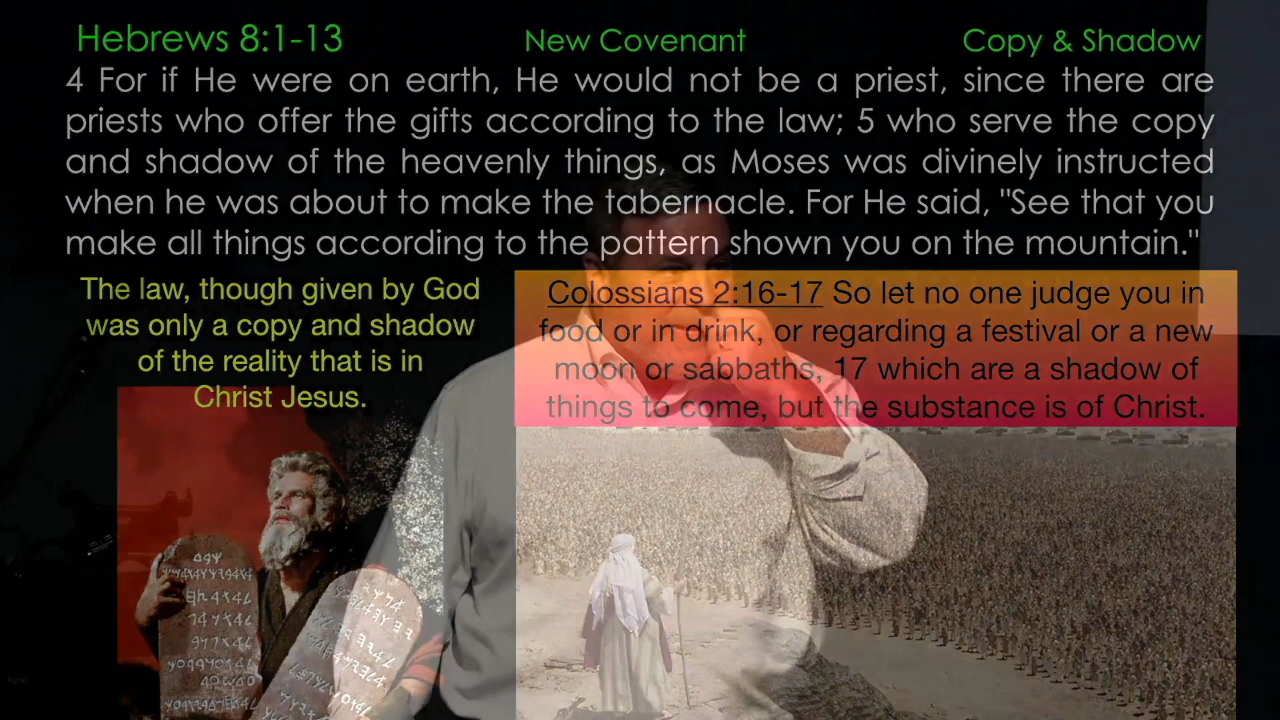 Hebrews 8:1-13 New Covenant Copy & Shadow
4 For if He were on earth, He would not be a priest, since there are
priests who offer the gifts according to the law; 5 who serve the copy
and shadow of the heavenly things, as Moses was divinely instructed
when he was about to make the tabernacle. For He said, "See that you
make all things according to the pattern shown you on the mountain."
The law, though given by God
was only a copy and shadow
of the reality that is in
Christ Jesus.
Colossians 2:16-17 So let no one judge you in
food or in drink, or regarding a festival or a new
moon or sabbaths, 17 which are a shadow of
things to come, but the substance is of Christ.